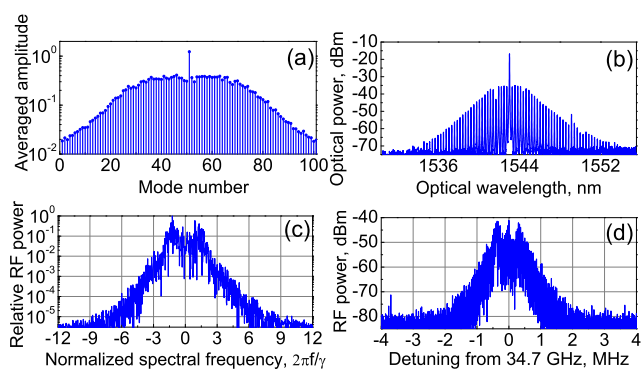 (a)
Averaged amplitude
10^0
10^-1
10^-2
0 20 40 60 80 100
Mode number
(b)
Optical power, dBm
-10
-20
-30
-40
-50
-60
-70
1536 1544 1552
Optical wavelength, nm
(c)
Relative RF power
10^0
10^-1
10^-2
10^-3
10^-4
10^-5
-12 -9 -6 -3 0 3 6 9 12
Normalized spectral frequency, 2πf/γ
(d)
RF power, dBm
-40
-50
-60
-70
-80
-4 -3 -2 -1 0 1 2 3 4
Detuning from 34.7 GHz, MHz